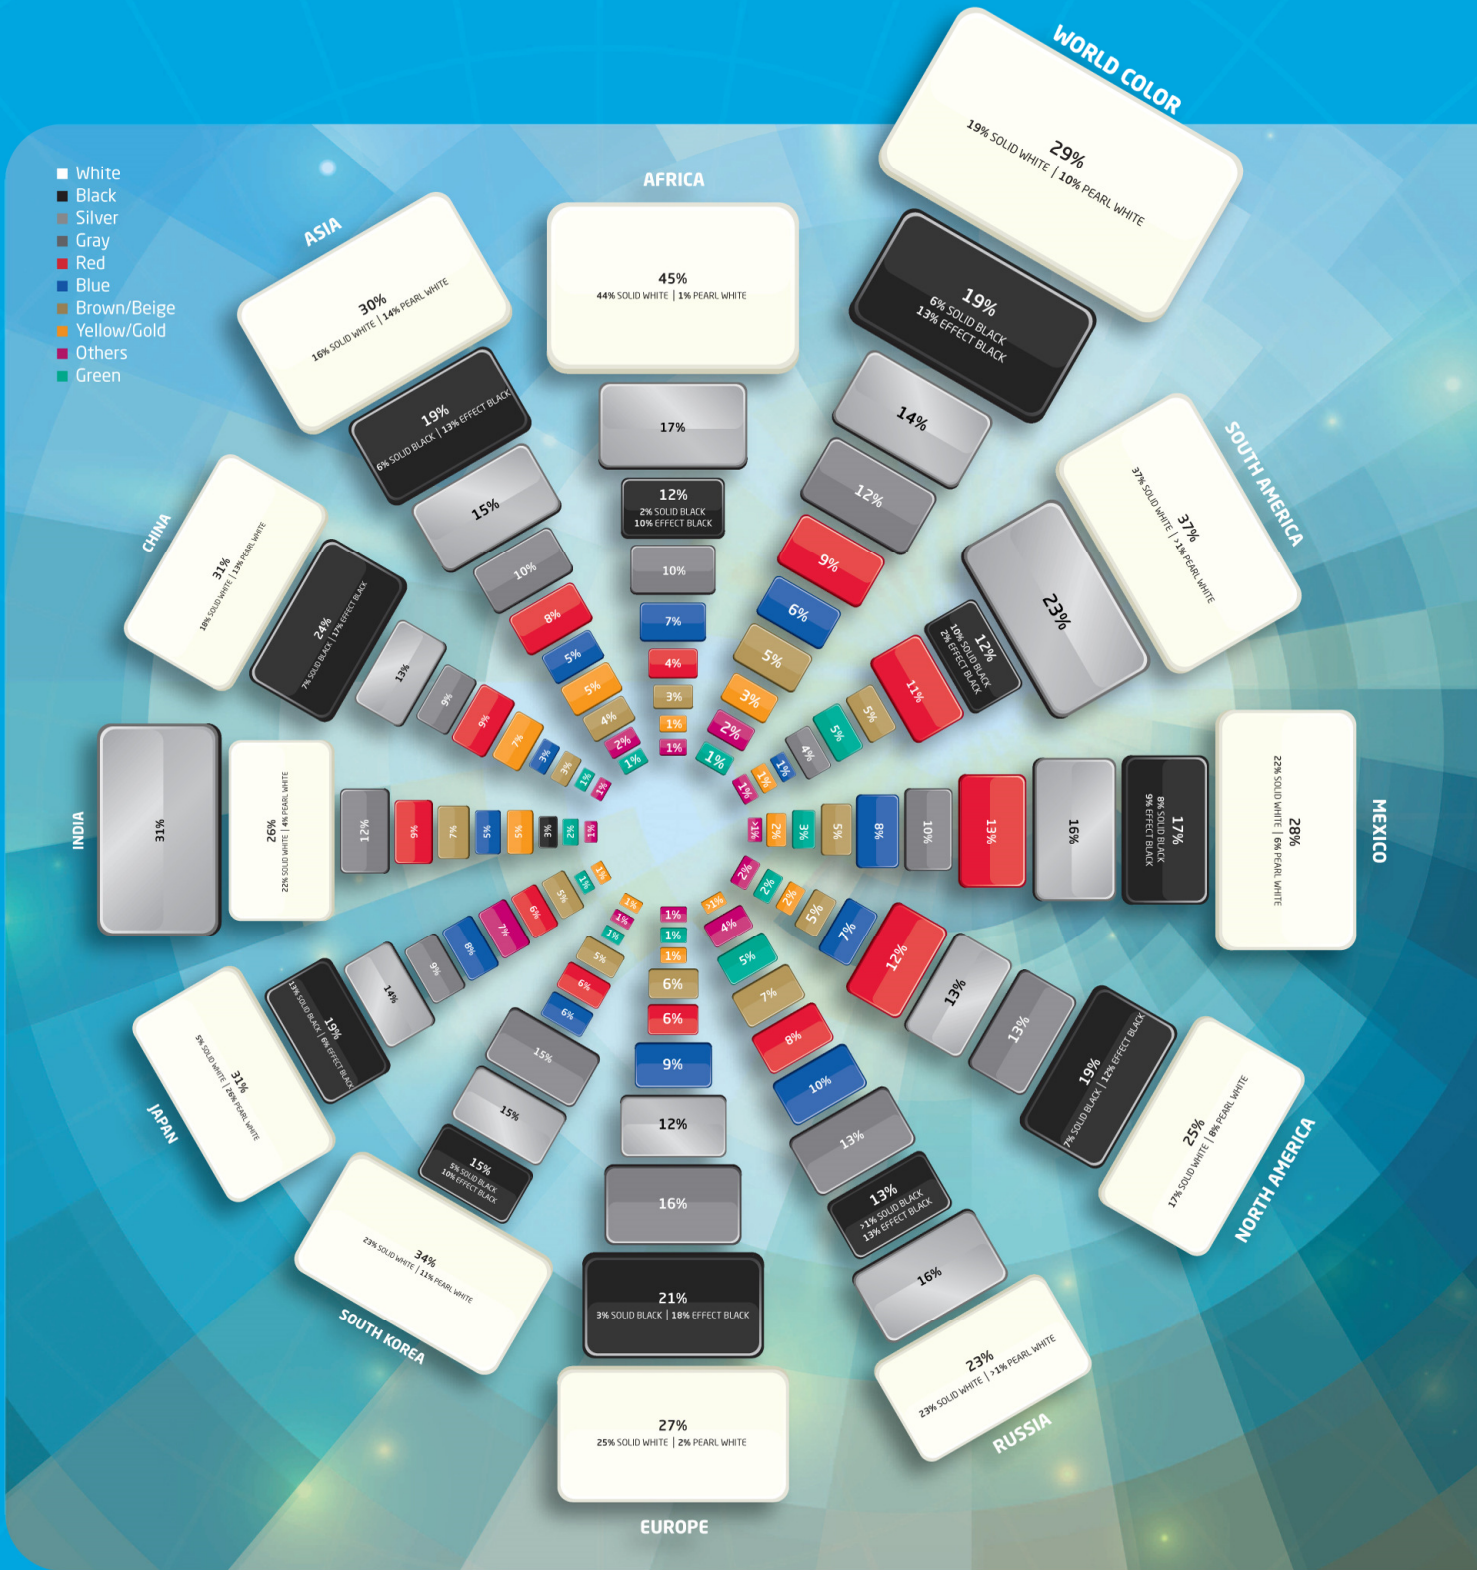 White
Black
Silver
Gray
Red
Blue
Brown/Beige
Yellow/Gold
Others
Green
WORLD COLOR
29%
19% SOLID WHITE | 10% PEARL WHITE
19%
6% SOLID BLACK
13% EFFECT BLACK
14%
12%
9%
6%
5%
3%
2%
1%
AFRICA
45%
44% SOLID WHITE | 1% PEARL WHITE
17%
12%
2% SOLID BLACK
10% EFFECT BLACK
10%
7%
4%
3%
1%
1%
ASIA
30%
16% SOLID WHITE | 14% PEARL WHITE
19%
6% SOLID BLACK | 13% EFFECT BLACK
15%
10%
8%
5%
5%
4%
2%
1%
CHINA
31%
18% SOLID WHITE | 13% PEARL WHITE
24%
7% SOLID BLACK | 17% EFFECT BLACK
13%
9%
9%
7%
3%
3%
1%
1%
INDIA
31%
26%
22% SOLID WHITE | 4% PEARL WHITE
12%
9%
7%
5%
5%
3%
2%
1%
JAPAN
31%
5% SOLID WHITE | 26% PEARL WHITE
19%
13% SOLID BLACK | 6% EFFECT BLACK
14%
9%
8%
7%
6%
5%
1%
1%
SOUTH KOREA
34%
23% SOLID WHITE | 11% PEARL WHITE
15%
5% SOLID BLACK
10% EFFECT BLACK
15%
15%
6%
6%
5%
1%
1%
1%
EUROPE
27%
25% SOLID WHITE | 2% PEARL WHITE
21%
3% SOLID BLACK | 18% EFFECT BLACK
16%
12%
9%
6%
6%
1%
1%
1%
RUSSIA
23%
23% SOLID WHITE | >1% PEARL WHITE
16%
13%
>1% SOLID BLACK
13% EFFECT BLACK
13%
10%
8%
7%
5%
4%
>1%
NORTH AMERICA
25%
17% SOLID WHITE | 8% PEARL WHITE
19%
7% SOLID BLACK | 12% EFFECT BLACK
13%
13%
12%
7%
5%
2%
2%
2%
MEXICO
28%
22% SOLID WHITE | 6% PEARL WHITE
17%
8% SOLID BLACK
9% EFFECT BLACK
16%
13%
10%
8%
5%
3%
2%
>1%
SOUTH AMERICA
37%
37% SOLID WHITE | >1% PEARL WHITE
23%
12%
10% SOLID BLACK
2% EFFECT BLACK
11%
5%
5%
4%
1%
1%
1%